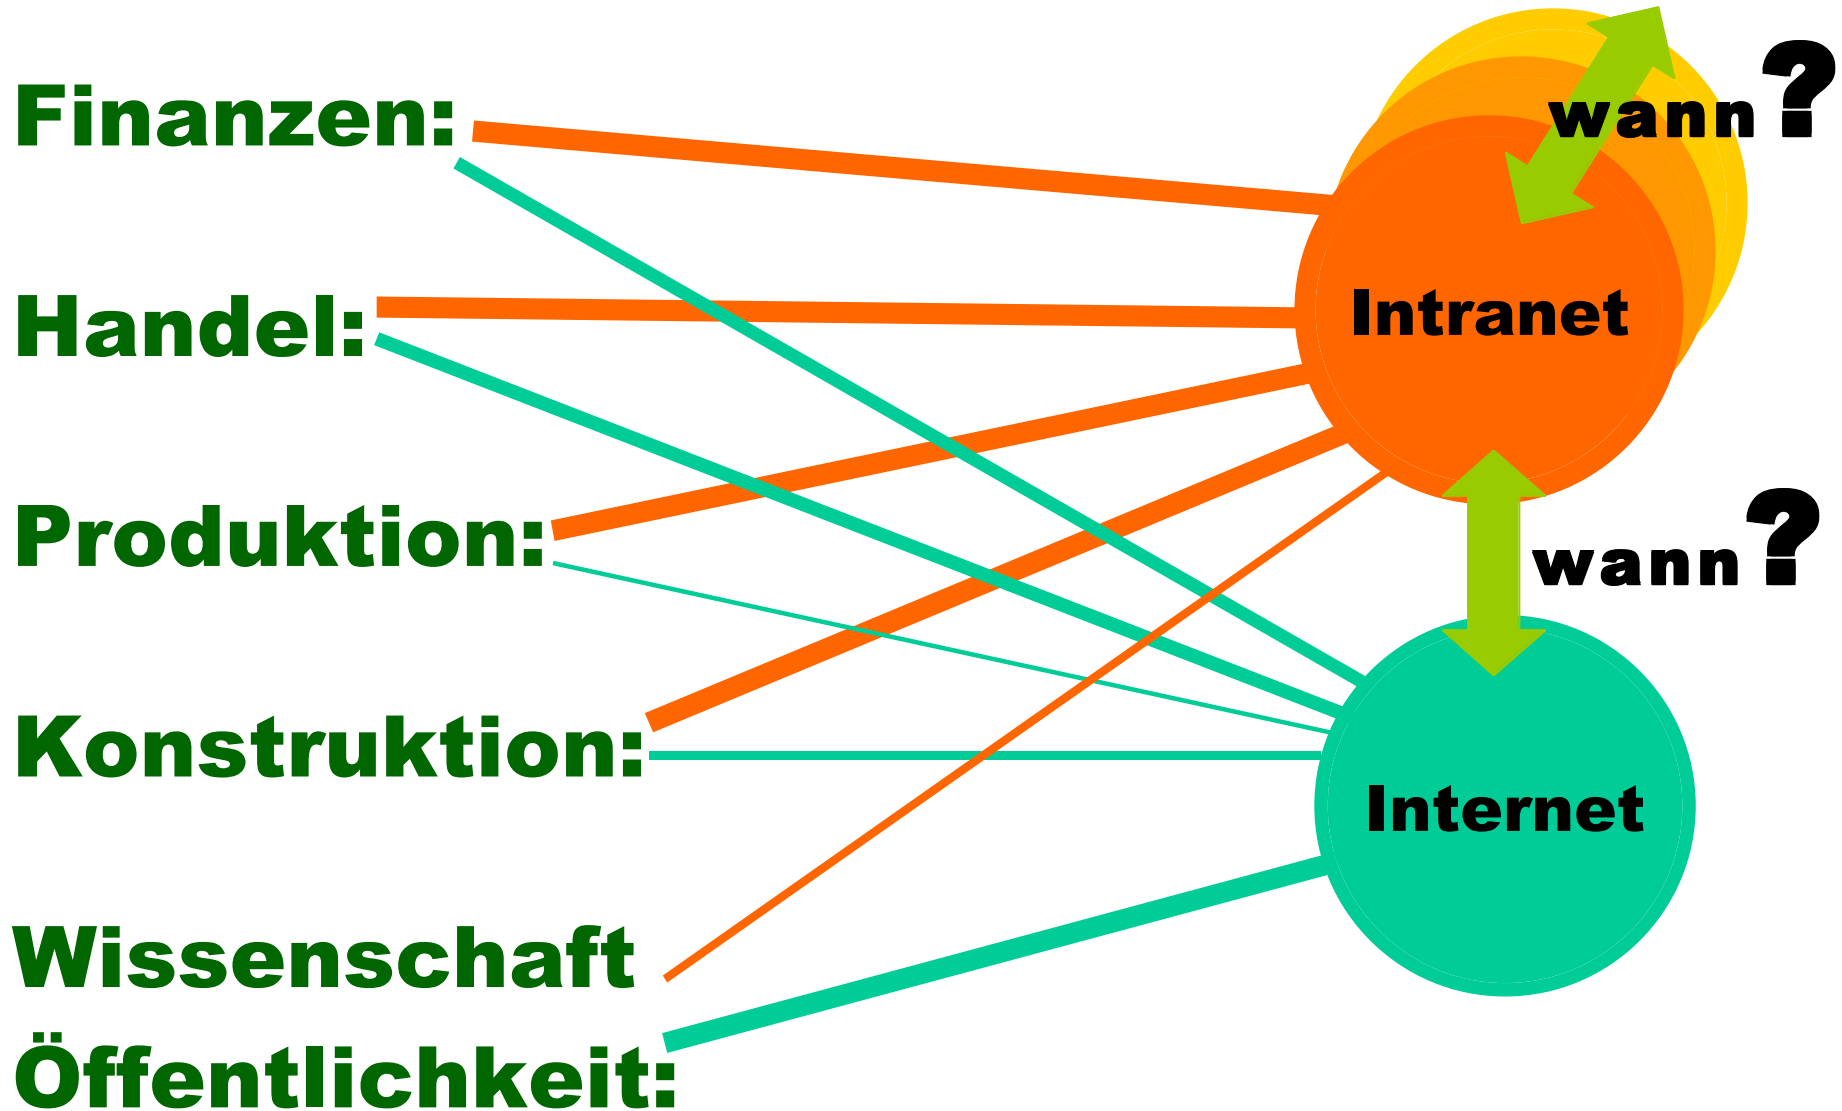 Finanzen:
wann?
Handel:
Intranet
Produktion:
wann?
Konstruktion:
Internet
Wissenschaft
Öffentlichkeit: